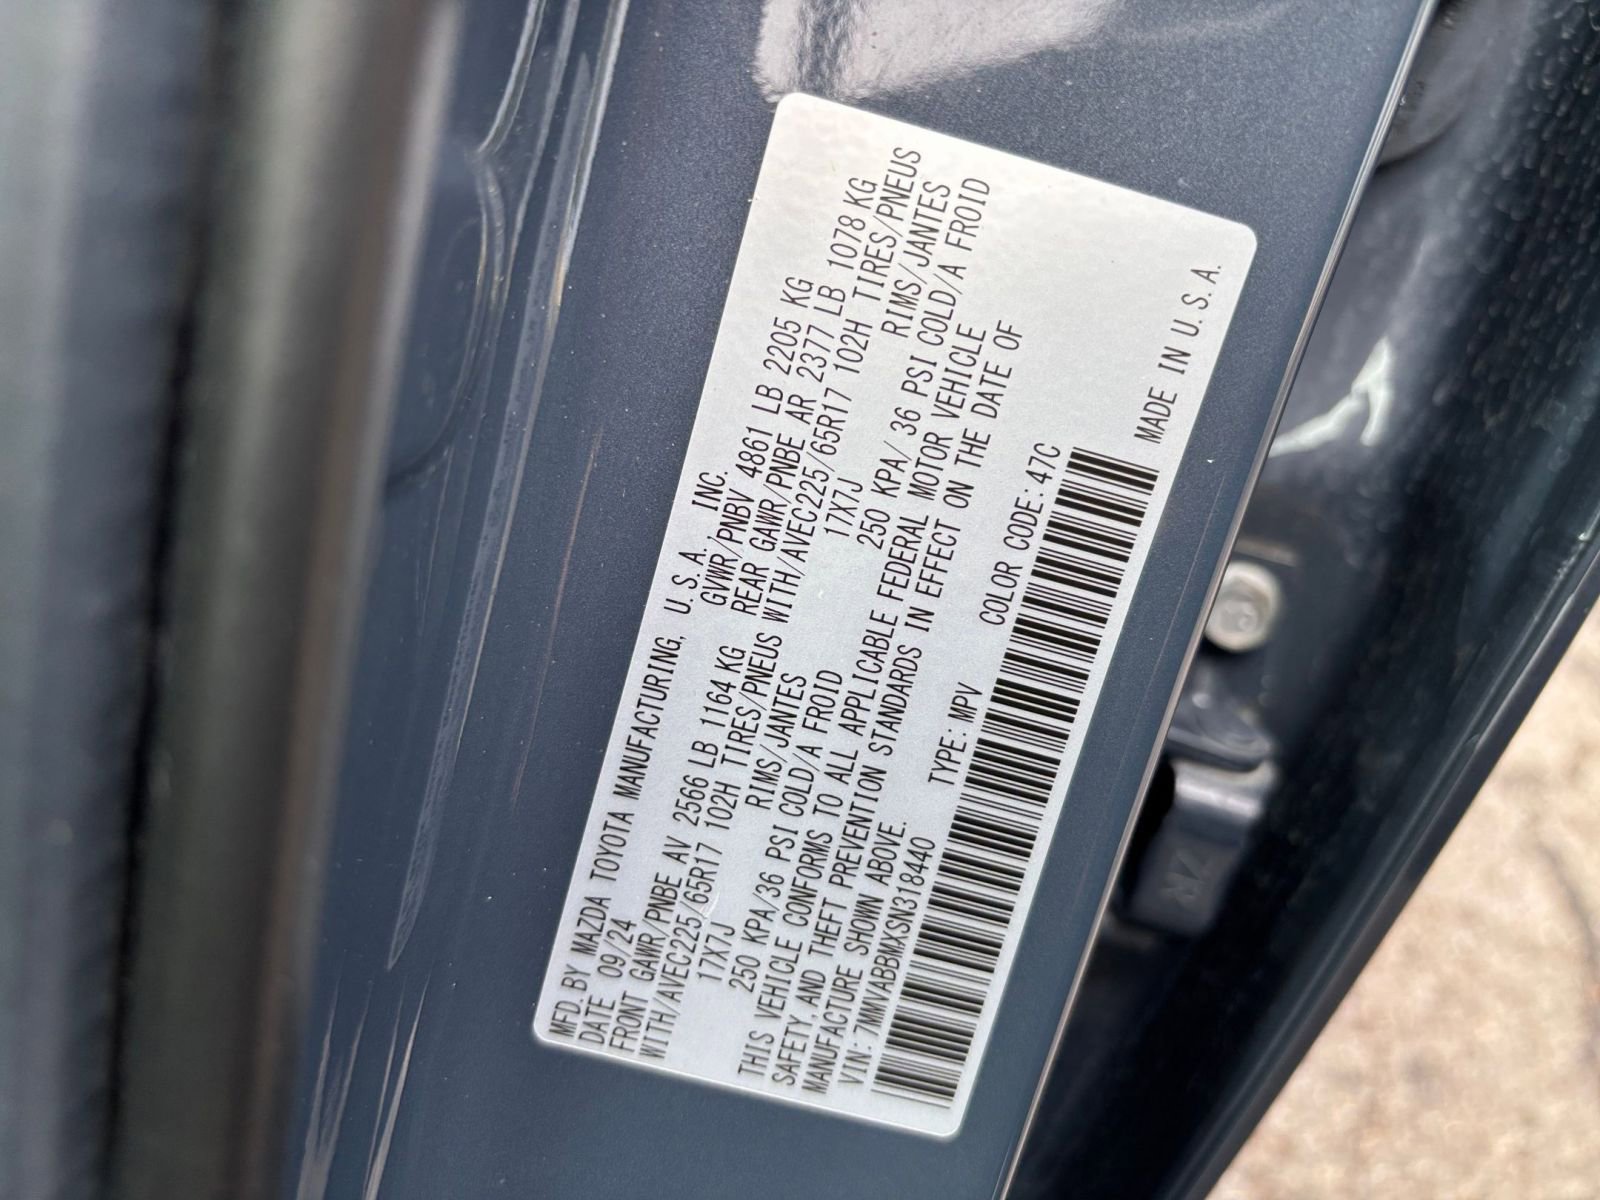 MFD.BY MAZDA TOYOTA MANUFACTURING, U.S.A. INC.
DATE 09/24 GVWR/PNBV 4861 LB 2205 KG
FRONT GAWR/PNBE AV 2566 LB 1164 KG REAR GAWR/PNBE AR 2377 LB 1078 KG
WITH/AVEC225/65R17 102H TIRES/PNEUS WITH/AVEC225/65R17 102H TIRES/PNEUS
17X7J RIMS/JANTES 17X7J RIMS/JANTES
250 KPA/36 PSI COLD/A FROID 250 KPA/ 36 PSI COLD/A FROID
THIS VEHICLE CONFORMS TO ALL APPLICABLE FEDERAL MOTOR VEHICLE
SAFETY AND THEFT PREVENTION STANDARDS IN EFFECT ON THE DATE OF
MANUFACTURE SHOWN ABOVE.
VIN: 7MMVABBMXSN318440 TYPE: MPV COLOR CODE: 47C
MADE IN U.S.A.